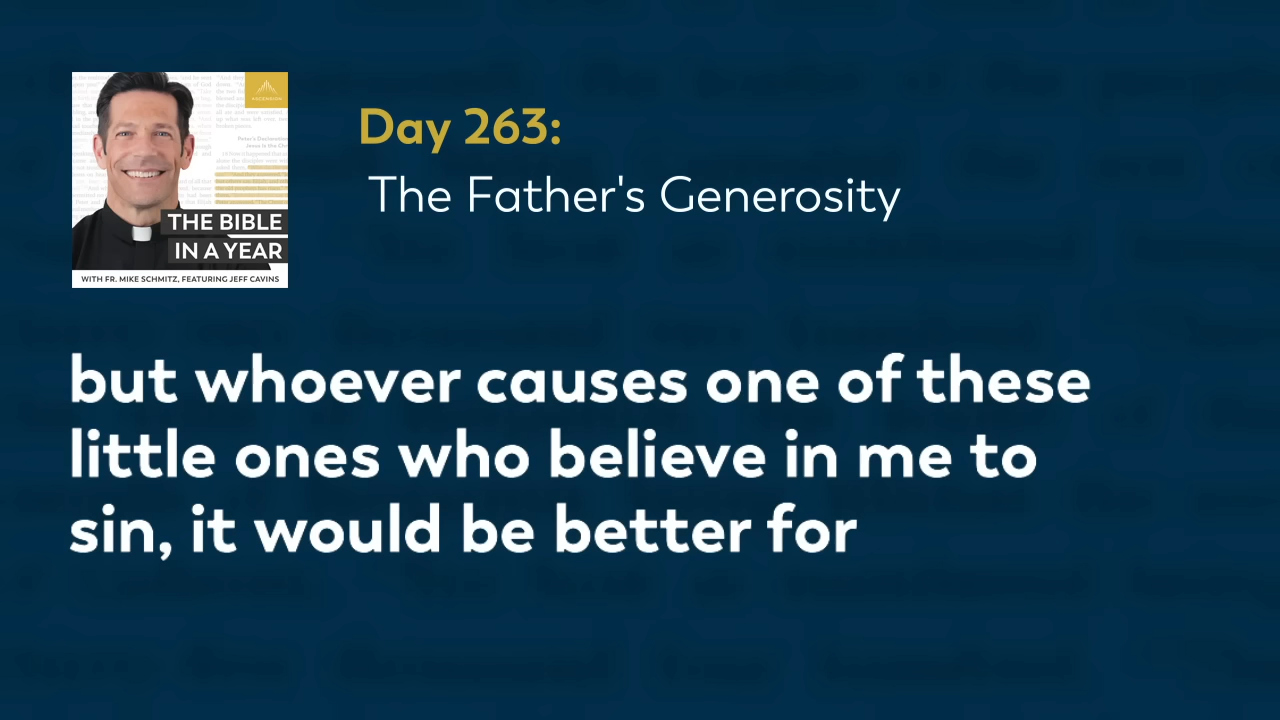 ASCENSION
Day 263:
The Father's Generosity
THE BIBLE
IN A YEAR
WITH FR. MIKE SCHMITZ, FEATURING JEFF CAVINS
but whoever causes one of these
little ones who believe in me to
sin, it would be better for